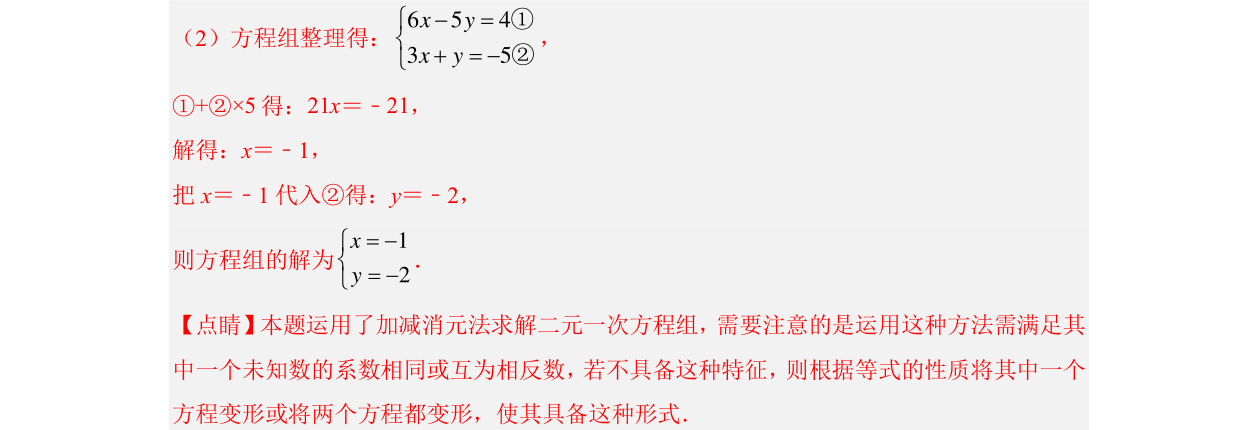 （2）方程组整理得：{6x−5y=4①
3x+y=−5②，
①+②×5 得：21x＝﹣21，
解得：x＝﹣1，
把 x＝﹣1 代入②得：y＝﹣2，
则方程组的解为{x=−1
y=−2．
【点睛】本题运用了加减消元法求解二元一次方程组，需要注意的是运用这种方法需满足其
中一个未知数的系数相同或互为相反数，若不具备这种特征，则根据等式的性质将其中一个
方程变形或将两个方程都变形，使其具备这种形式．